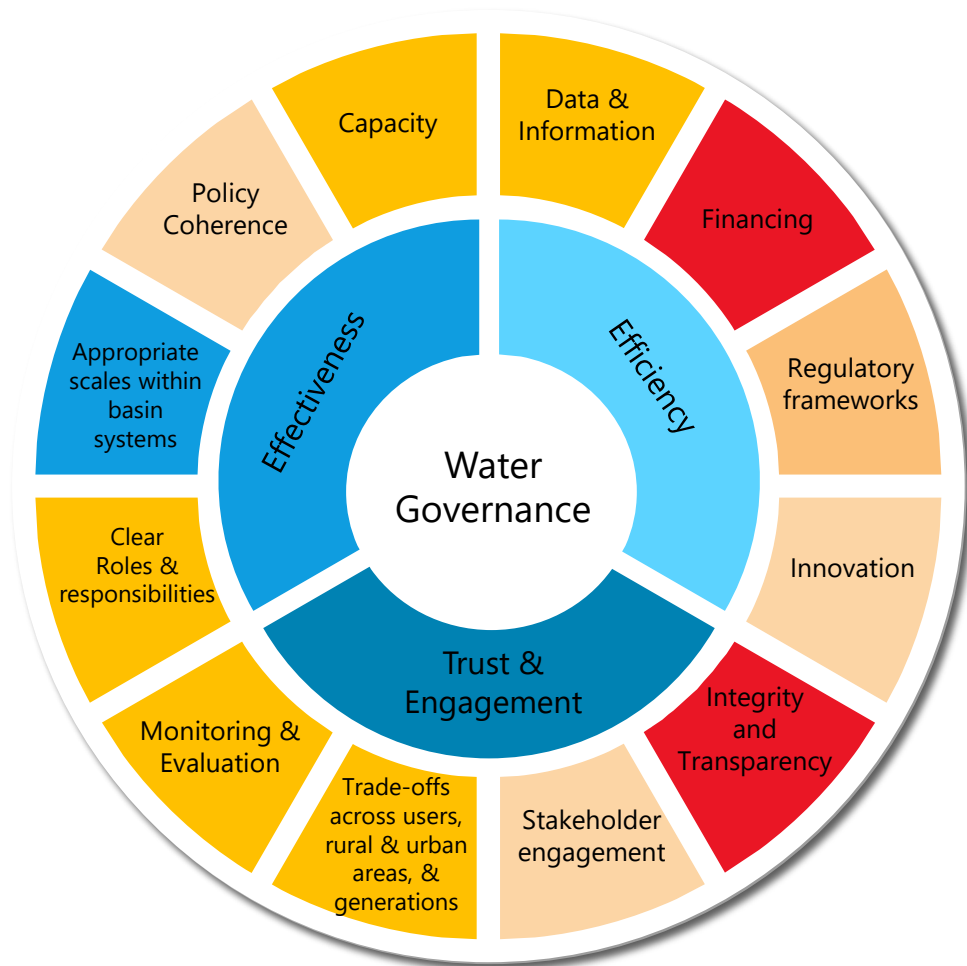 Capacity
Data &
Information
Policy
Coherence
Financing
Appropriate
scales within
basin
systems
Effectiveness
Efficiency
Regulatory
frameworks
Water
Governance
Clear
Roles &
responsibilities
Innovation
Trust &
Engagement
Monitoring &
Evaluation
Integrity
and
Transparency
Trade-offs
across users,
rural & urban
areas, &
generations
Stakeholder
engagement